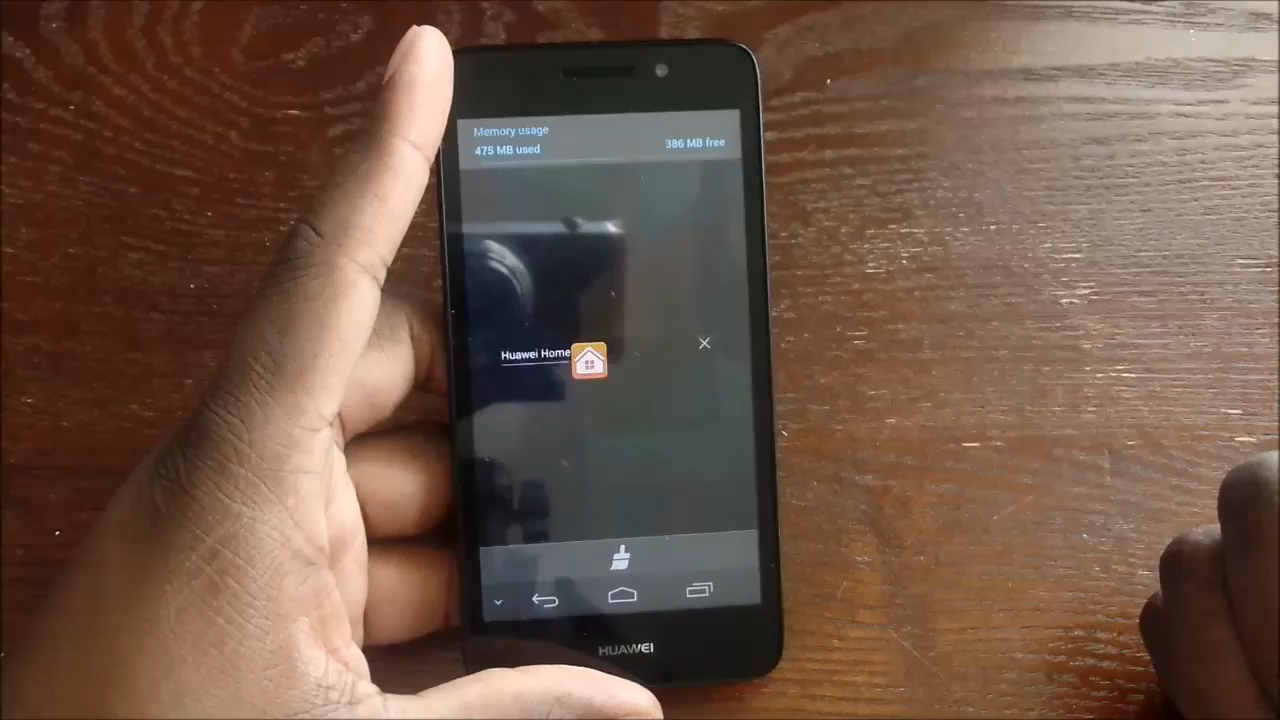 Memory usage
475 MB used
386 MB free
Huawei Home
HUAWEI